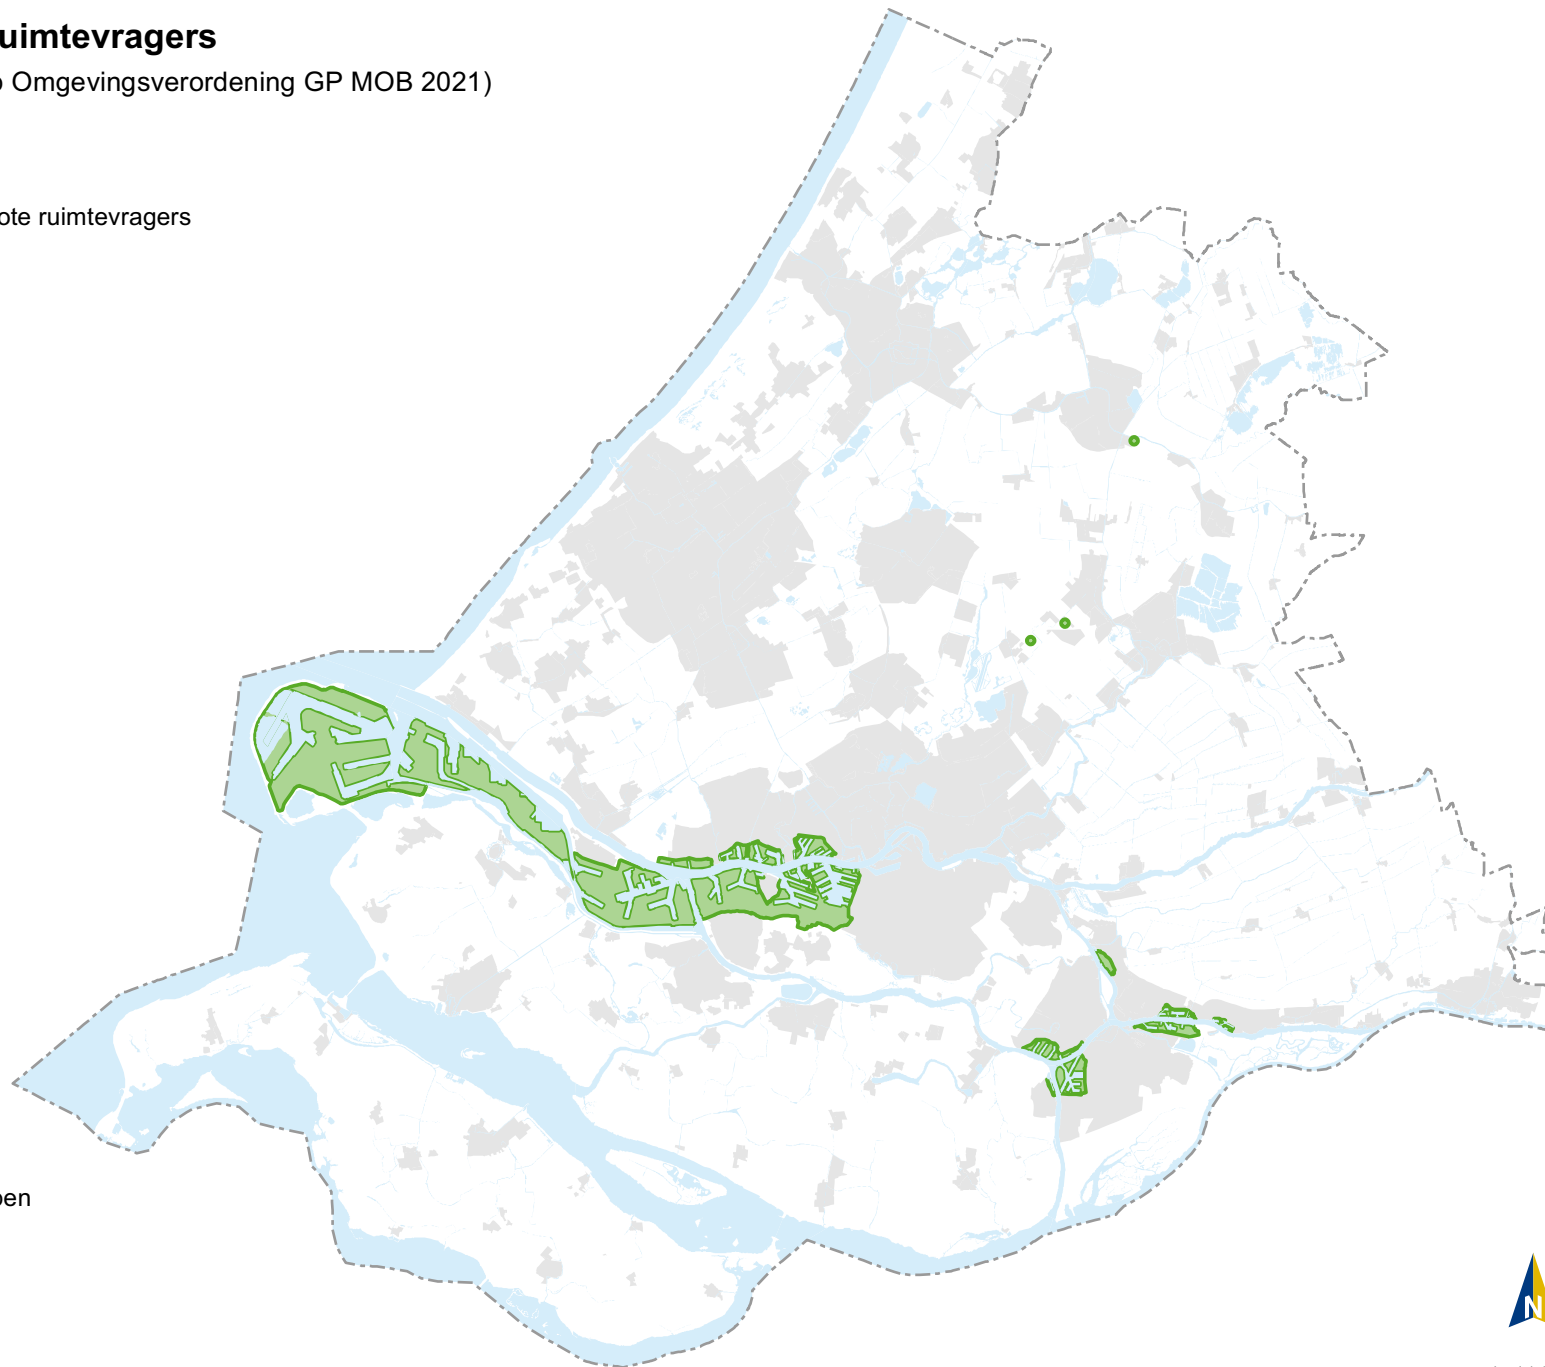 uimtevragers
Omgevingsverordening GP MOB 2021)
ote ruimtevragers
pen
N